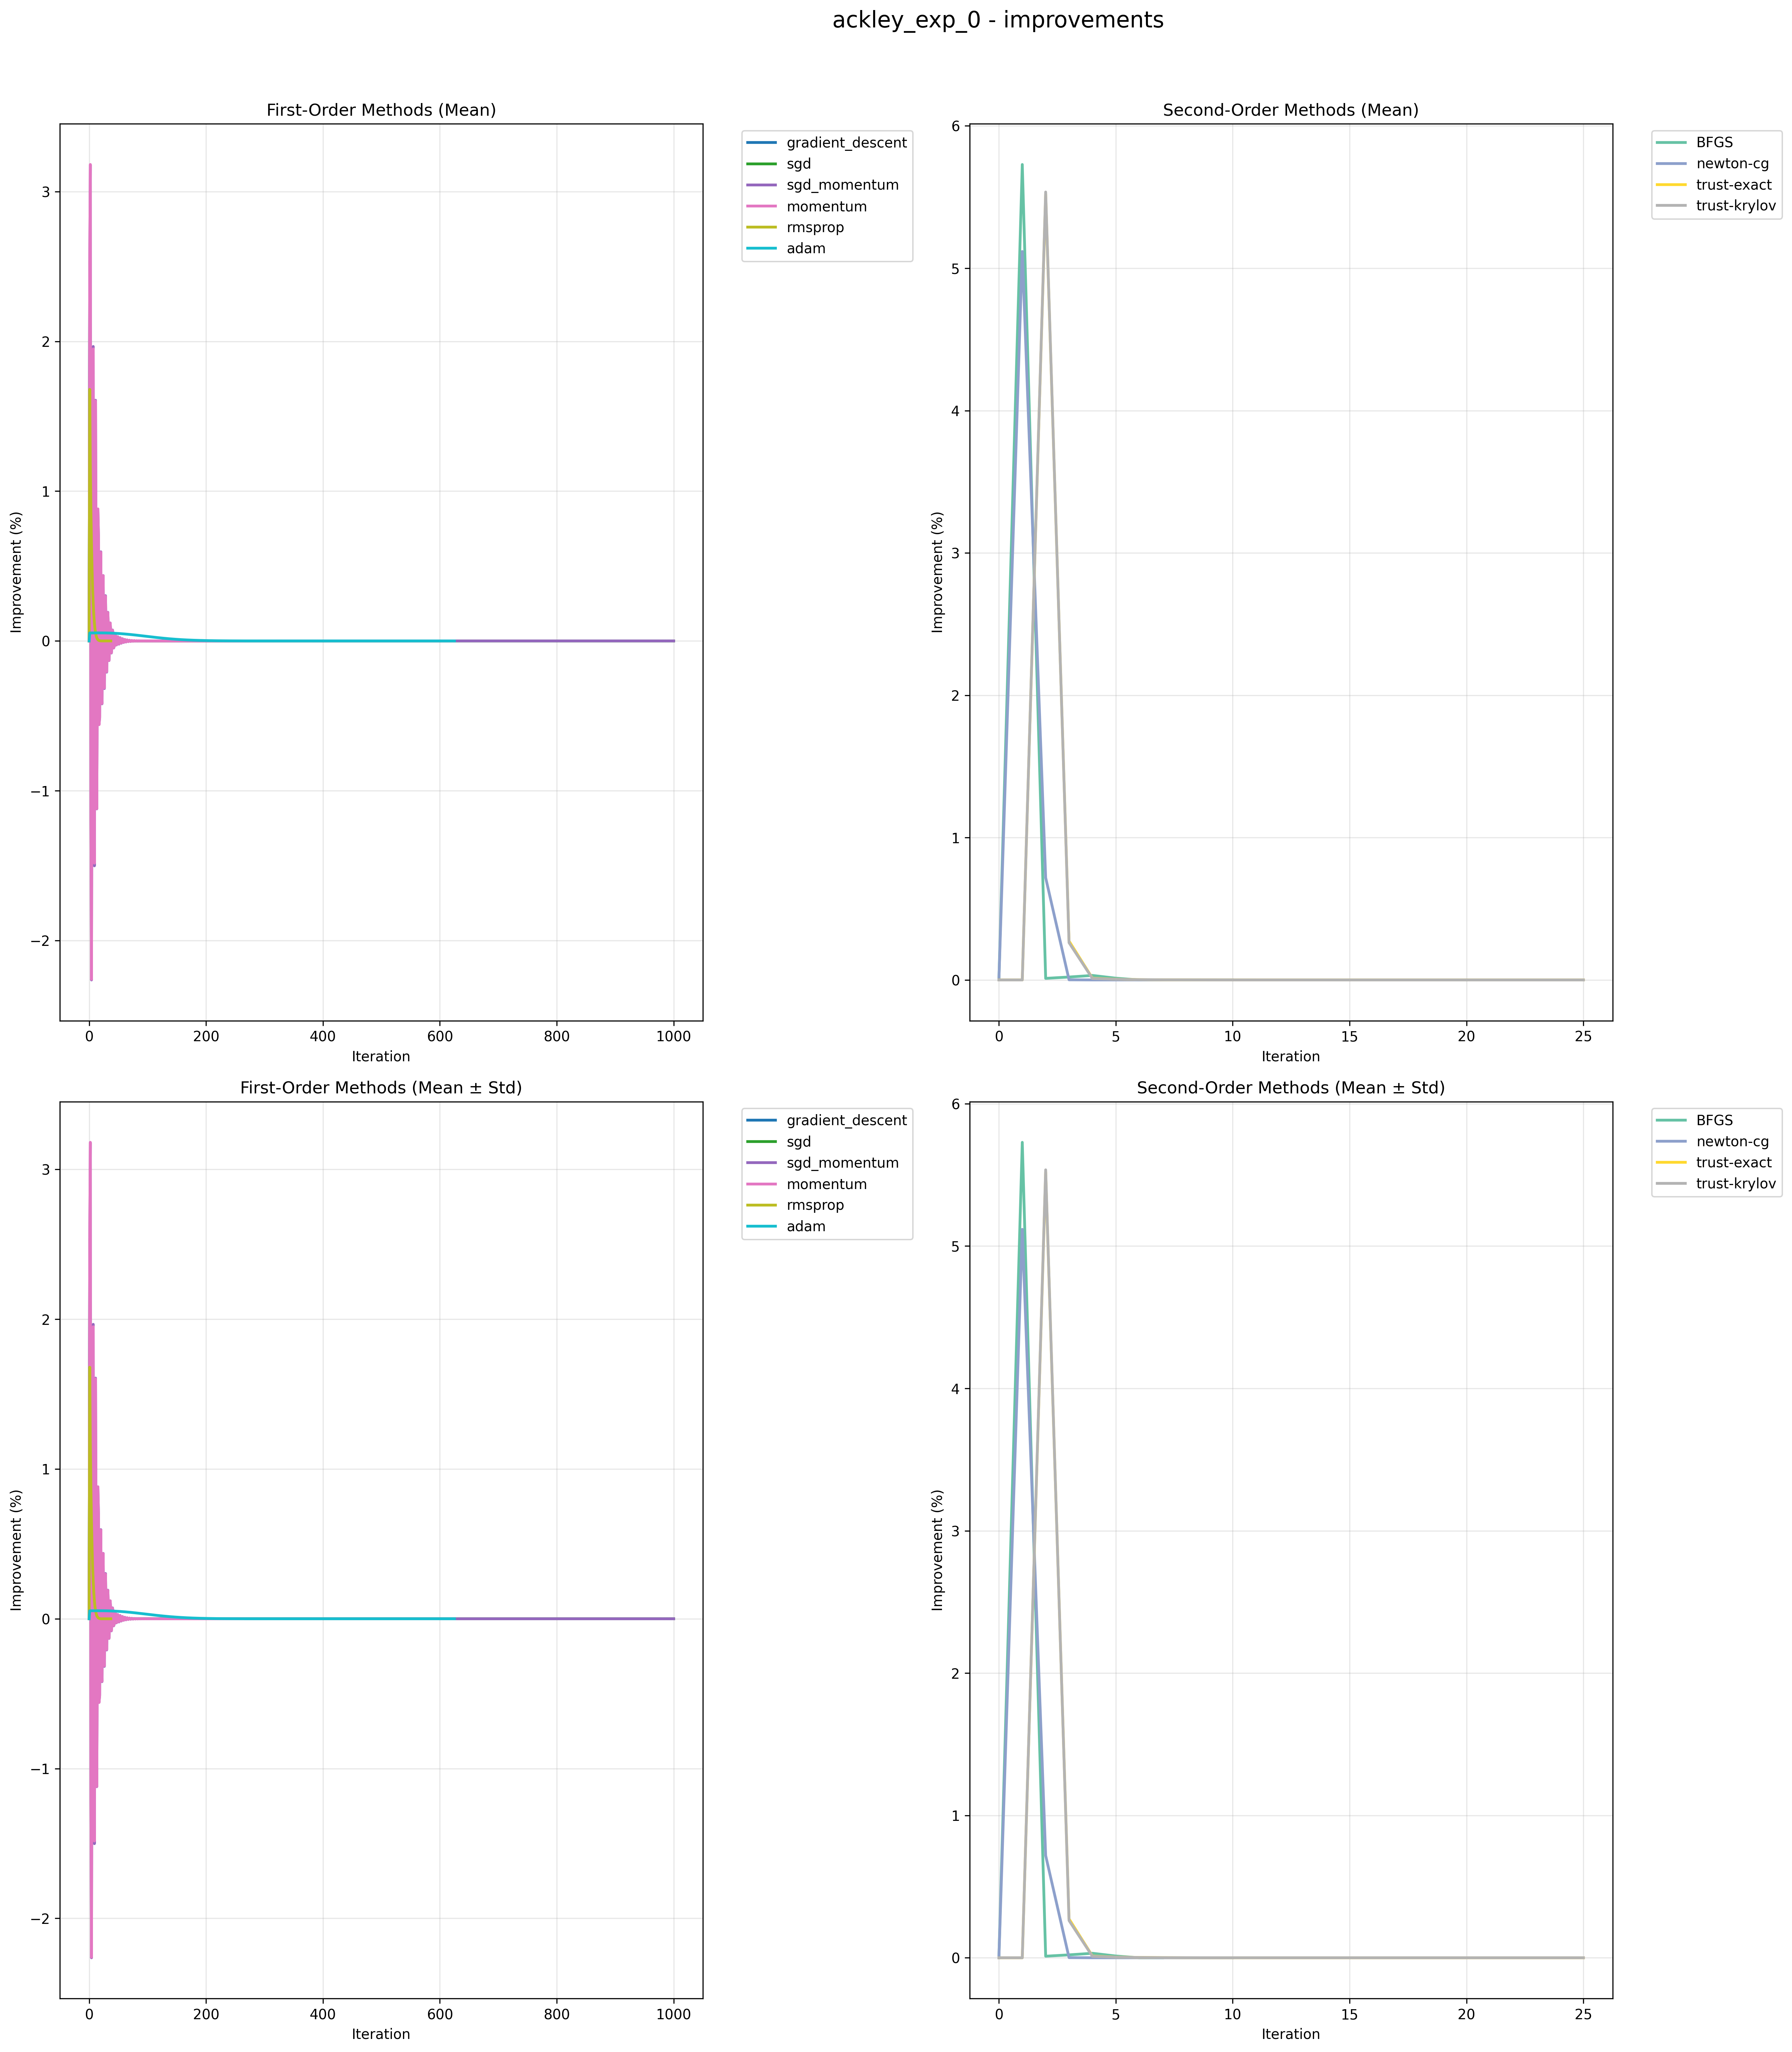 ackley_exp_0 - improvements
First-Order Methods (Mean)
Improvement (%)
3
2
1
0
−1
−2
0 200 400 600 800 1000
Iteration
gradient_descent
sgd
sgd_momentum
momentum
rmsprop
adam
Second-Order Methods (Mean)
Improvement (%)
6
5
4
3
2
1
0
0 5 10 15 20 25
Iteration
BFGS
newton-cg
trust-exact
trust-krylov
First-Order Methods (Mean ± Std)
Improvement (%)
3
2
1
0
−1
−2
0 200 400 600 800 1000
Iteration
gradient_descent
sgd
sgd_momentum
momentum
rmsprop
adam
Second-Order Methods (Mean ± Std)
Improvement (%)
6
5
4
3
2
1
0
0 5 10 15 20 25
Iteration
BFGS
newton-cg
trust-exact
trust-krylov